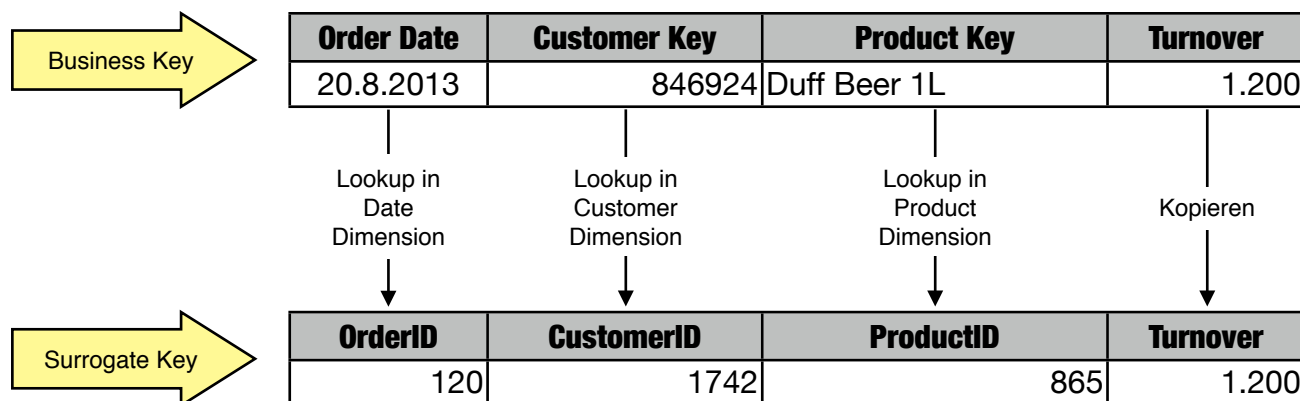 Business Key
Order Date Customer Key Product Key Turnover
20.8.2013 846924 Duff Beer 1L 1.200
Lookup in
Date
Dimension
Lookup in
Customer
Dimension
Lookup in
Product
Dimension
Kopieren
Surrogate Key
OrderID CustomerID ProductID Turnover
120 1742 865 1.200